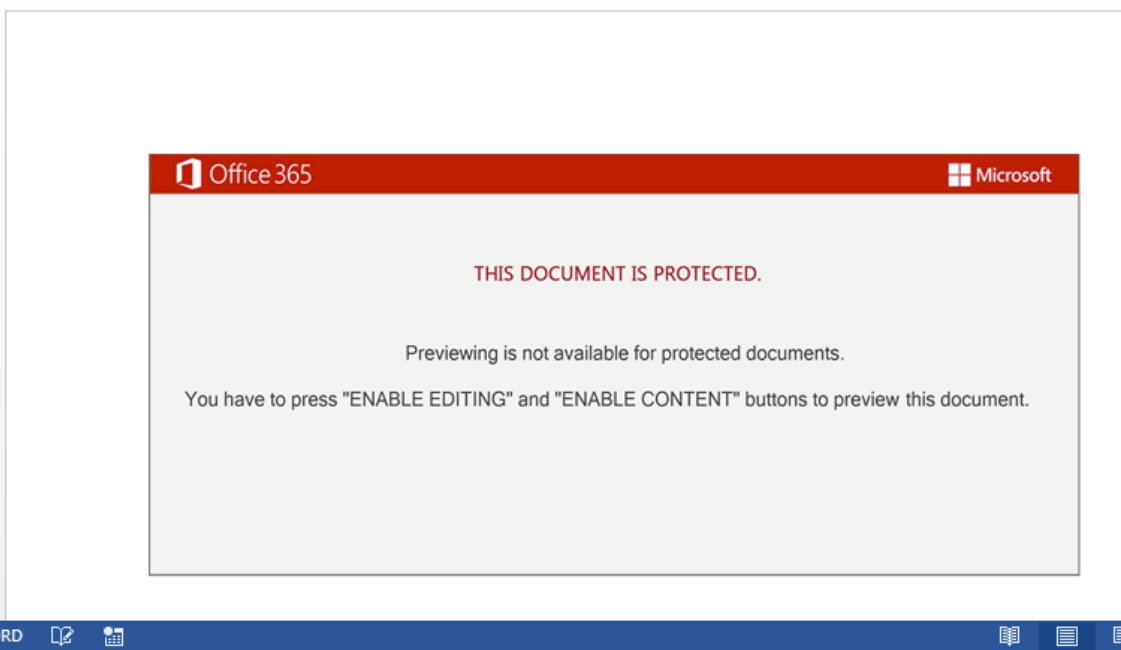 Office 365
Microsoft
THIS DOCUMENT IS PROTECTED.
Previewing is not available for protected documents.
You have to press "ENABLE EDITING" and "ENABLE CONTENT" buttons to preview this document.
RD